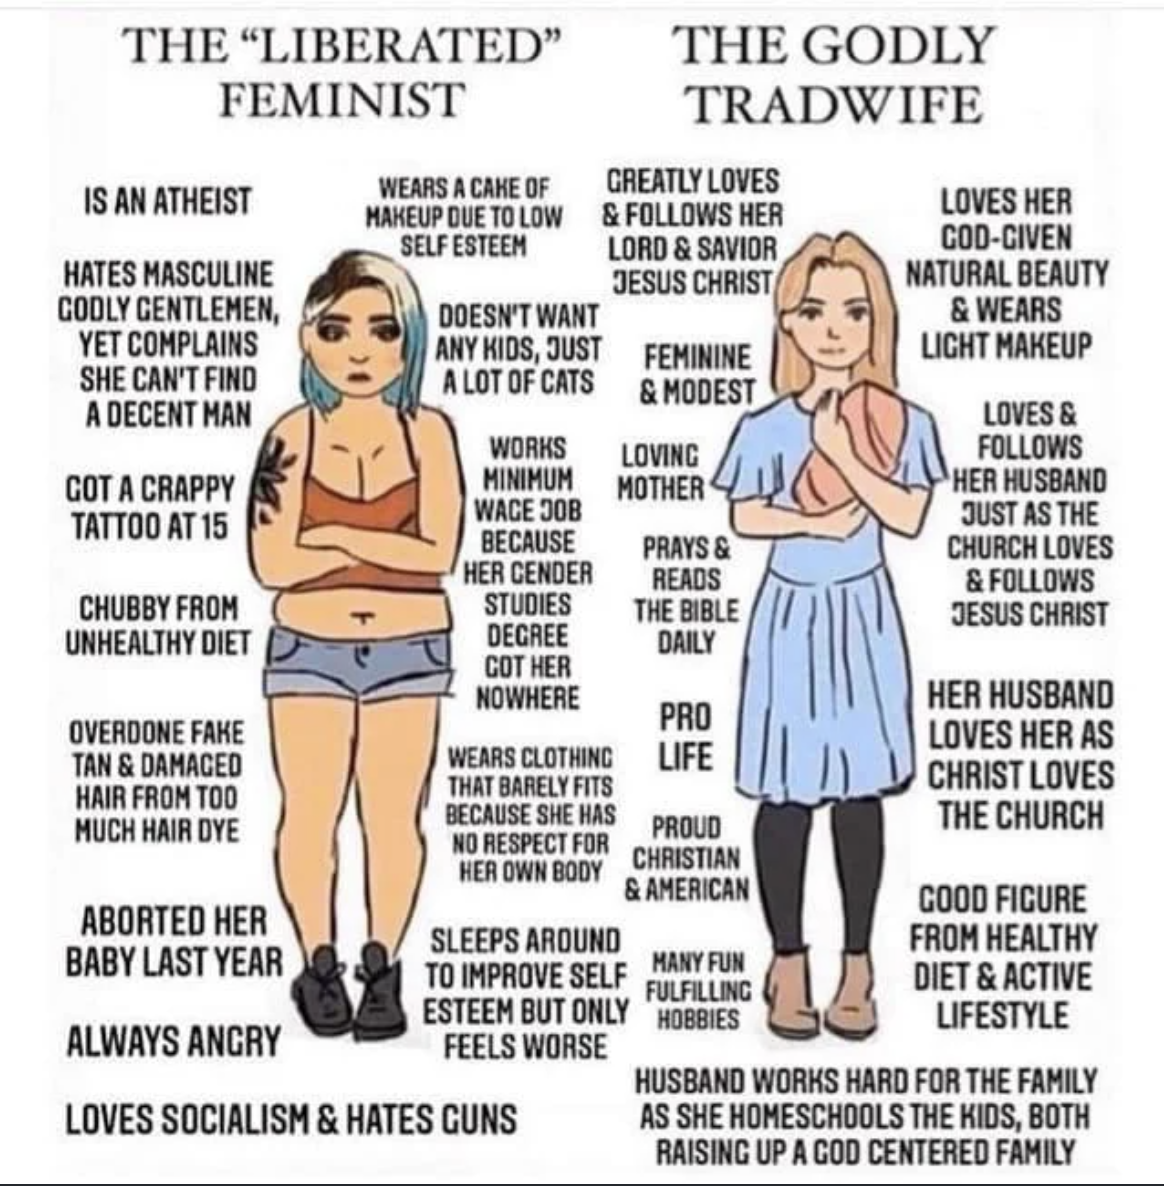 THE “LIBERATED”
FEMINIST
IS AN ATHEIST
WEARS A CAKE OF
MAKEUP DUE TO LOW
SELF ESTEEM
HATES MASCULINE
GODLY GENTLEMEN,
YET COMPLAINS
SHE CAN'T FIND
A DECENT MAN
DOESN'T WANT
ANY KIDS, JUST
A LOT OF CATS
GOT A CRAPPY
TATTOO AT 15
WORKS
MINIMUM
WAGE JOB
BECAUSE
HER GENDER
STUDIES
DEGREE
GOT HER
NOWHERE
CHUBBY FROM
UNHEALTHY DIET
OVERDONE FAKE
TAN & DAMAGED
HAIR FROM TOO
MUCH HAIR DYE
WEARS CLOTHING
THAT BARELY FITS
BECAUSE SHE HAS
NO RESPECT FOR
HER OWN BODY
ABORTED HER
BABY LAST YEAR
SLEEPS AROUND
TO IMPROVE SELF
ESTEEM BUT ONLY
FEELS WORSE
ALWAYS ANGRY
LOVES SOCIALISM & HATES GUNS
THE GODLY
TRADWIFE
GREATLY LOVES
& FOLLOWS HER
LORD & SAVIOR
JESUS CHRIST
LOVES HER
GOD-GIVEN
NATURAL BEAUTY
& WEARS
LIGHT MAKEUP
FEMININE
& MODEST
LOVING
MOTHER
LOVES &
FOLLOWS
HER HUSBAND
JUST AS THE
CHURCH LOVES
& FOLLOWS
JESUS CHRIST
PRAYS &
READS
THE BIBLE
DAILY
PRO
LIFE
HER HUSBAND
LOVES HER AS
CHRIST LOVES
THE CHURCH
PROUD
CHRISTIAN
& AMERICAN
GOOD FIGURE
FROM HEALTHY
DIET & ACTIVE
LIFESTYLE
MANY FUN
FULFILLING
HOBBIES
HUSBAND WORKS HARD FOR THE FAMILY
AS SHE HOMESCHOOLS THE KIDS, BOTH
RAISING UP A GOD CENTERED FAMILY